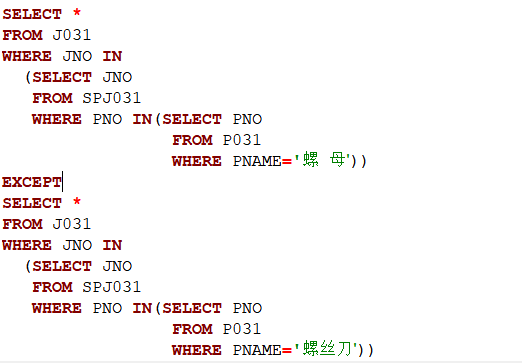 SELECT *
FROM J031
WHERE JNO IN
(SELECT JNO
FROM SPJ031
WHERE PNO IN(SELECT PNO
FROM P031
WHERE PNAME='螺 母'))
EXCEPT
SELECT *
FROM J031
WHERE JNO IN
(SELECT JNO
FROM SPJ031
WHERE PNO IN(SELECT PNO
FROM P031
WHERE PNAME='螺丝刀'))